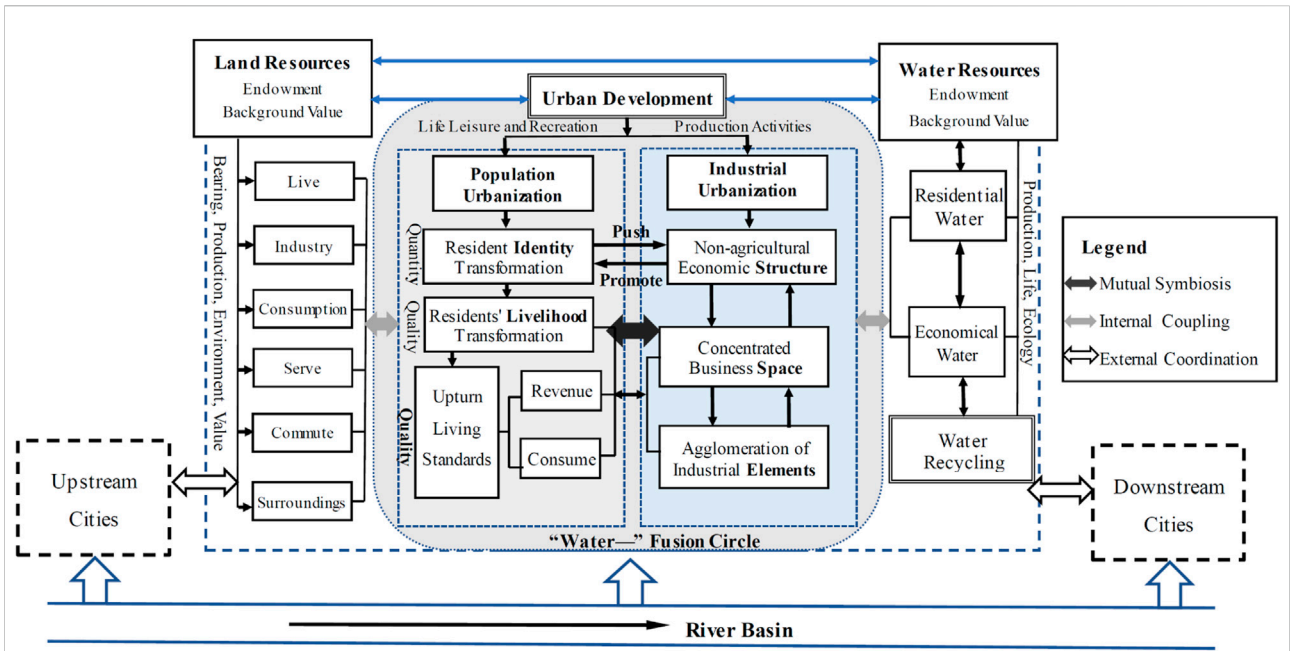 Land Resources
Endowment
Background Value
Water Resources
Endowment
Background Value
Urban Development
Life Leisure and Recreation
Production Activities
Bearing, Production, Environment, Value
Live
Industry
Consumption
Serve
Commute
Surroundings
Population
Urbanization
Quantity
Resident Identity
Transformation
Quality
Residents' Livelihood
Transformation
Quality
Upturn
Living
Standards
Revenue
Consume
Push
Promote
Industrial
Urbanization
Non-agricultural
Economic Structure
Concentrated
Business Space
Agglomeration of
Industrial Elements
Residential
Water
Economical
Water
Water
Recycling
Production, Life, Ecology
Legend
Mutual Symbiosis
Internal Coupling
External Coordination
Upstream
Cities
Downstream
Cities
“Water—” Fusion Circle
River Basin